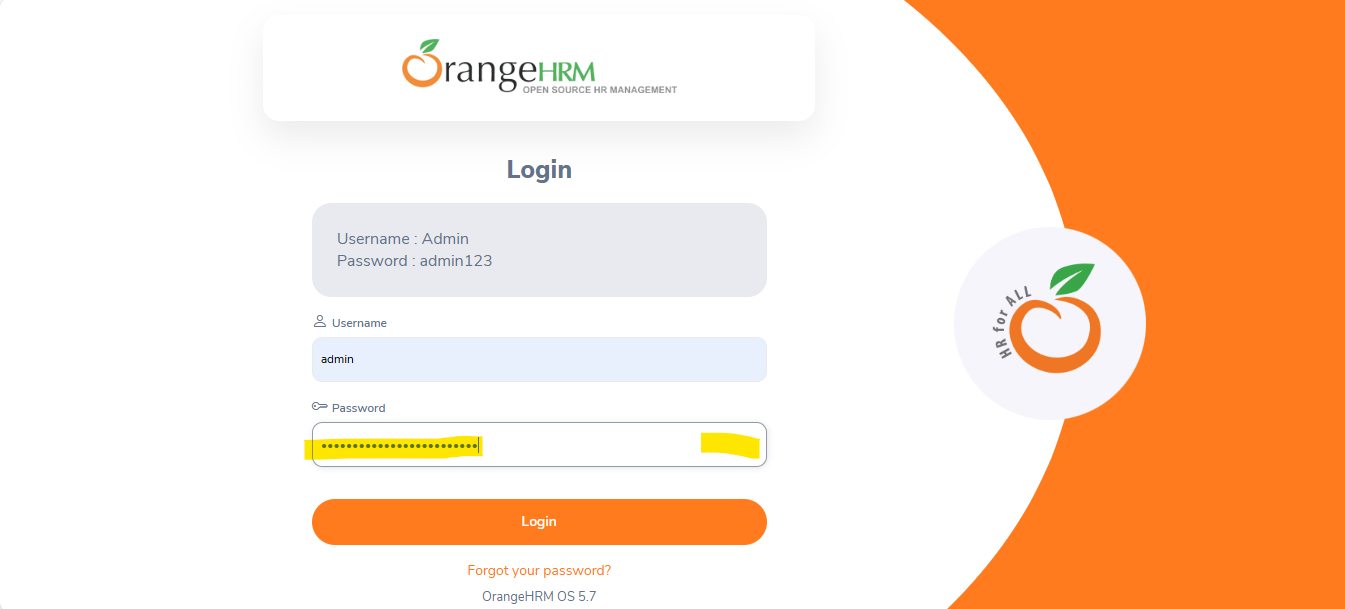 OrangeHRM
OPEN SOURCE HR MANAGEMENT
Login
Username : Admin
Password : admin123
Username
admin
Password
••••••••••••••••••••••••••
Login
Forgot your password?
OrangeHRM OS 5.7
HR for ALL